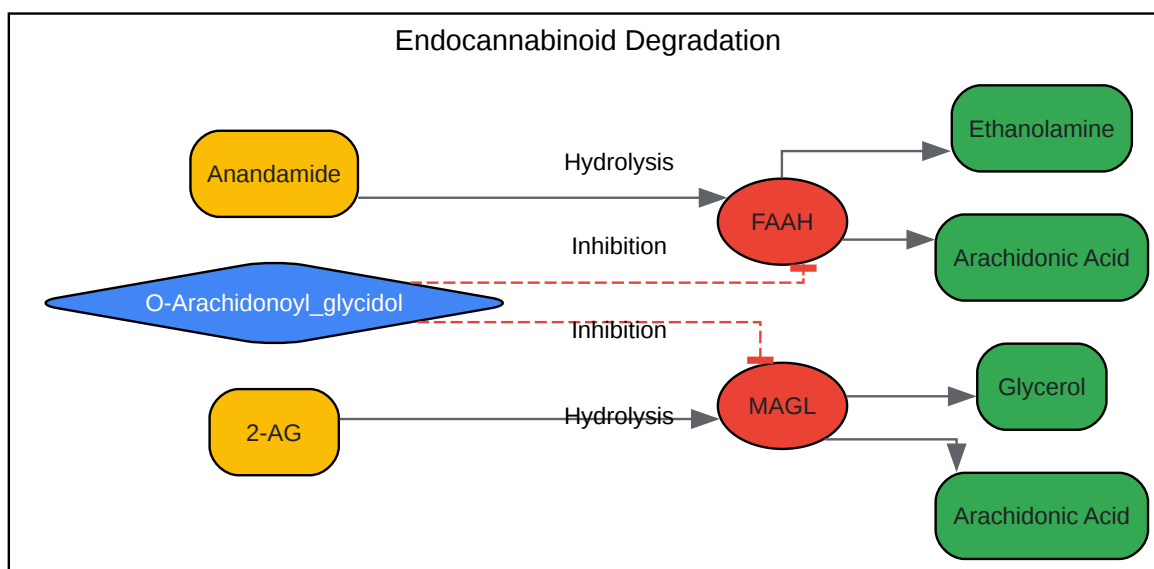 Endocannabinoid Degradation
Ethanolamine
Hydrolysis
Anandamide
FAAH
Inhibition
Arachidonic Acid
O-Arachidonoyl_glycidol
Inhibition
Glycerol
MAGL
Hydrolysis
2-AG
Arachidonic Acid